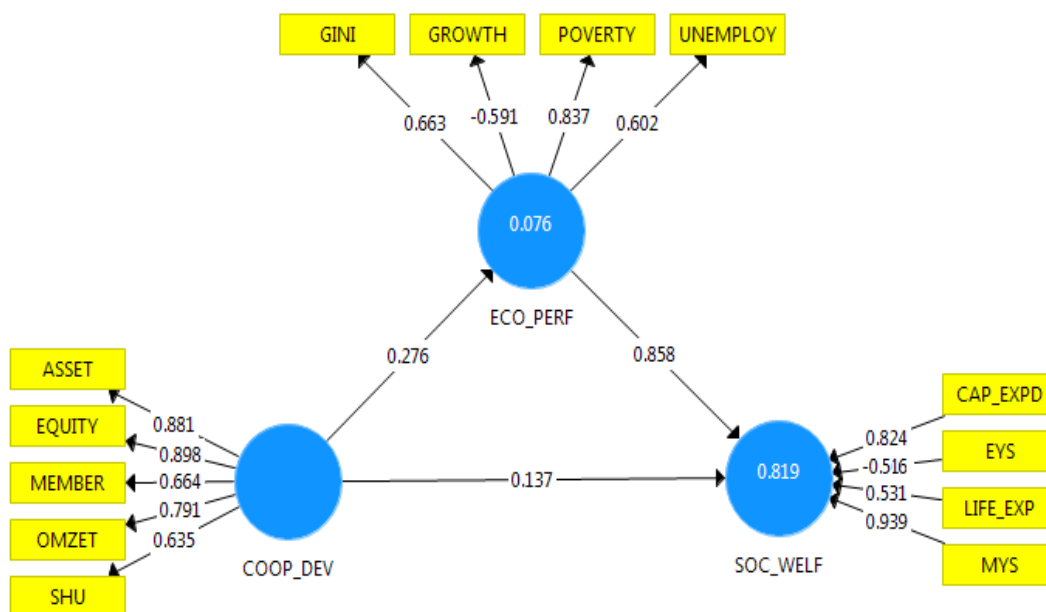 GINI
GROWTH
POVERTY
UNEMPLOY
0.663
-0.591
0.837
0.602
0.076
ECO_PERF
0.276
0.858
ASSET
EQUITY
MEMBER
OMZET
SHU
0.881
0.898
0.664
0.791
0.635
COOP_DEV
0.137
0.819
SOC_WELF
0.824
-0.516
0.531
0.939
CAP_EXPD
EYS
LIFE_EXP
MYS